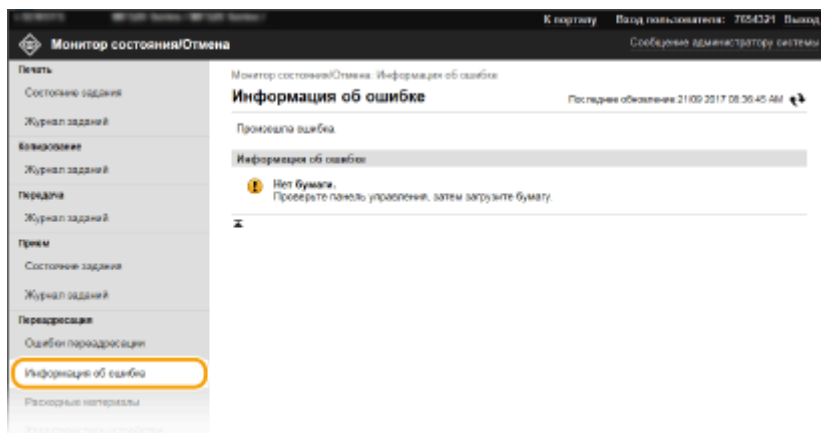 К порталу Вход пользователя: 7654321 Выход
Монитор состояния/Отмена
Сообщение администратору системы
Печать
Состояние задания
Журнал заданий
Копирование
Журнал заданий
Передача
Журнал заданий
Прием
Состояние задания
Журнал заданий
Переадресация
Ошибки переадресации
Информация об ошибке
Расходные материалы
Монитор состояния/Отмена: Информация об ошибке
Информация об ошибке
Последнее обновление 21/09 2017 08:36:45 AM
Произошла ошибка.
Информация об ошибке
Нет бумаги.
Проверьте панель управления, затем загрузите бумагу.